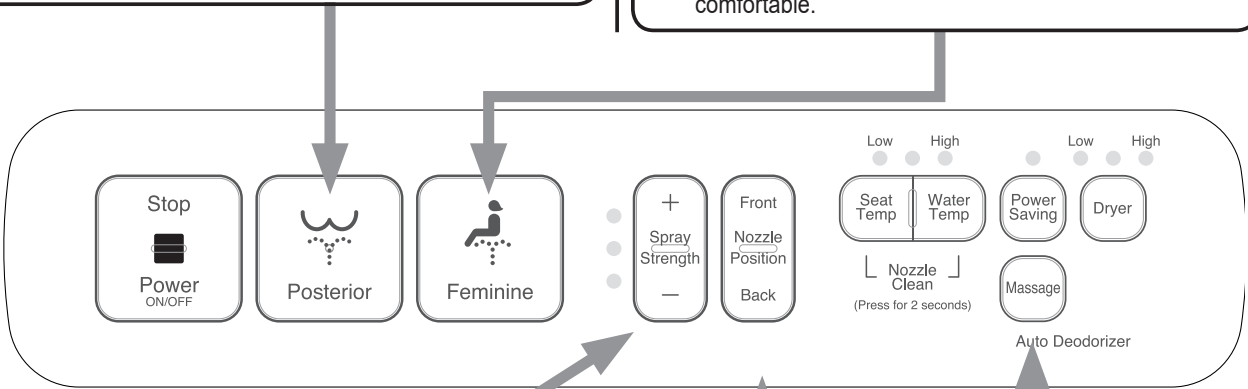 comfortable.
Low High
Low High
Stop
Power
ON/OFF
Posterior
Feminine
+
Spray
Strength
—
Front
Nozzle
Position
Back
Seat
Temp
Water
Temp
Nozzle
Clean
(Press for 2 seconds)
Power
Saving
Dryer
Massage
Auto Deodorizer